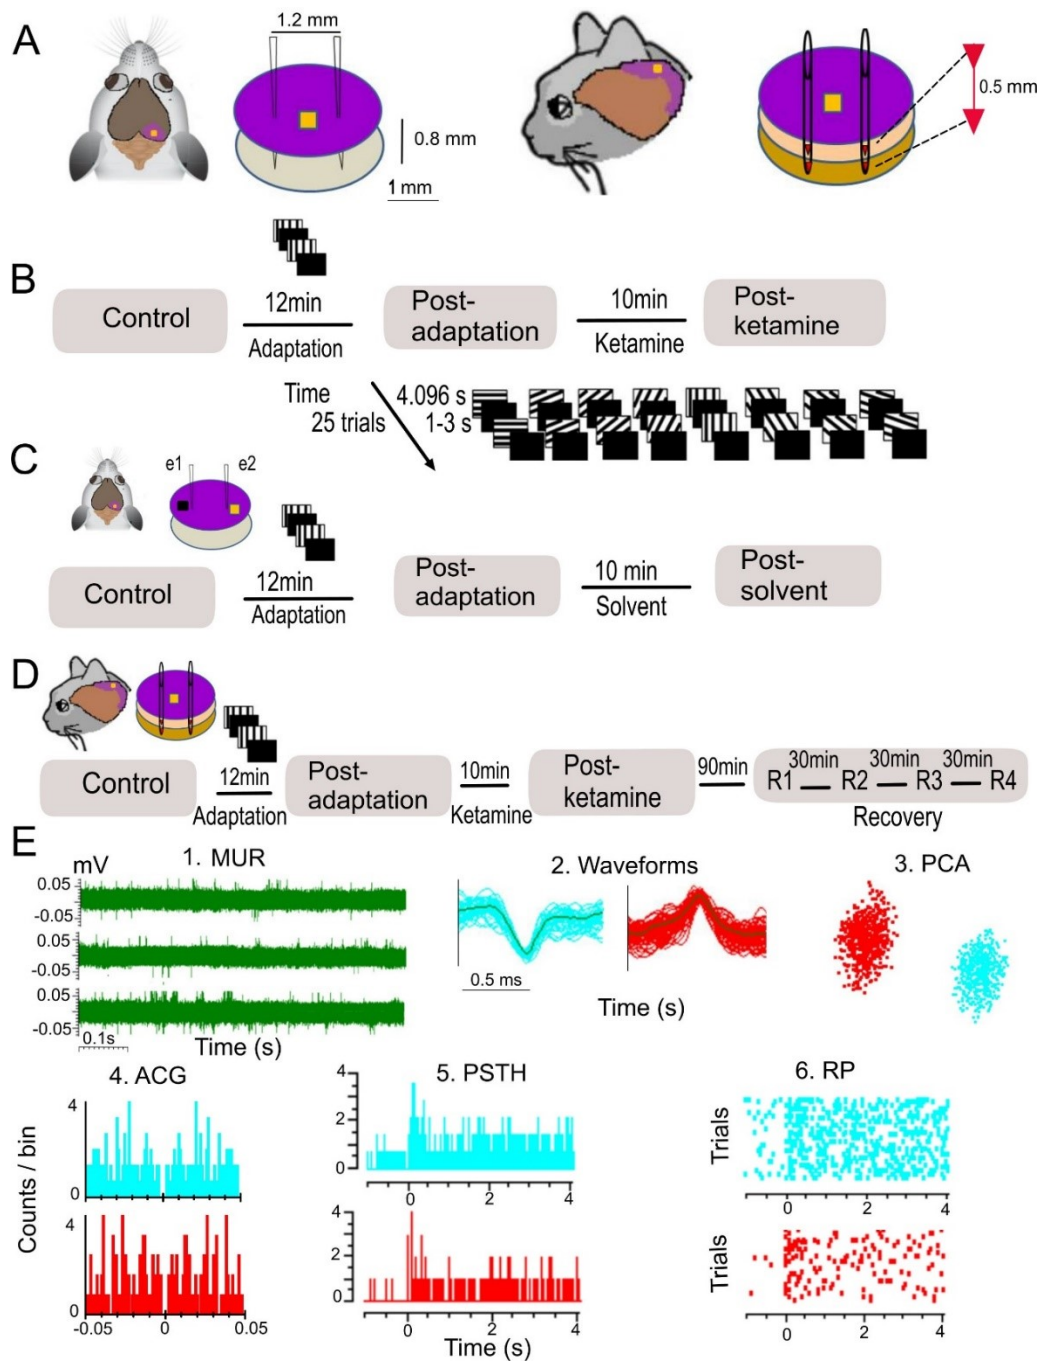 A
1.2 mm
0.8 mm
1 mm
0.5 mm
B
Control
12min
Adaptation
Post-
adaptation
10min
Ketamine
Post-
ketamine
Time
25 trials
4.096 s
1-3 s
C
e1
e2
Control
12min
Adaptation
Post-
adaptation
10 min
Solvent
Post-
solvent
D
Control
12min
Adaptation
Post-
adaptation
10min
Ketamine
Post-
ketamine
90min
30min
30min
30min
R1
R2
R3
R4
Recovery
E
1. MUR
mV
0.05
-0.05
0.05
-0.05
0.05
-0.05
0.1s
Time (s)
2. Waveforms
0.5 ms
Time (s)
3. PCA
4. ACG
Counts / bin
4
0
4
0
-0.05
0
0.05
5. PSTH
4
2
0
0
2
4
4
2
0
0
2
4
Time (s)
6. RP
Trials
0
2
4
Trials
0
2
4